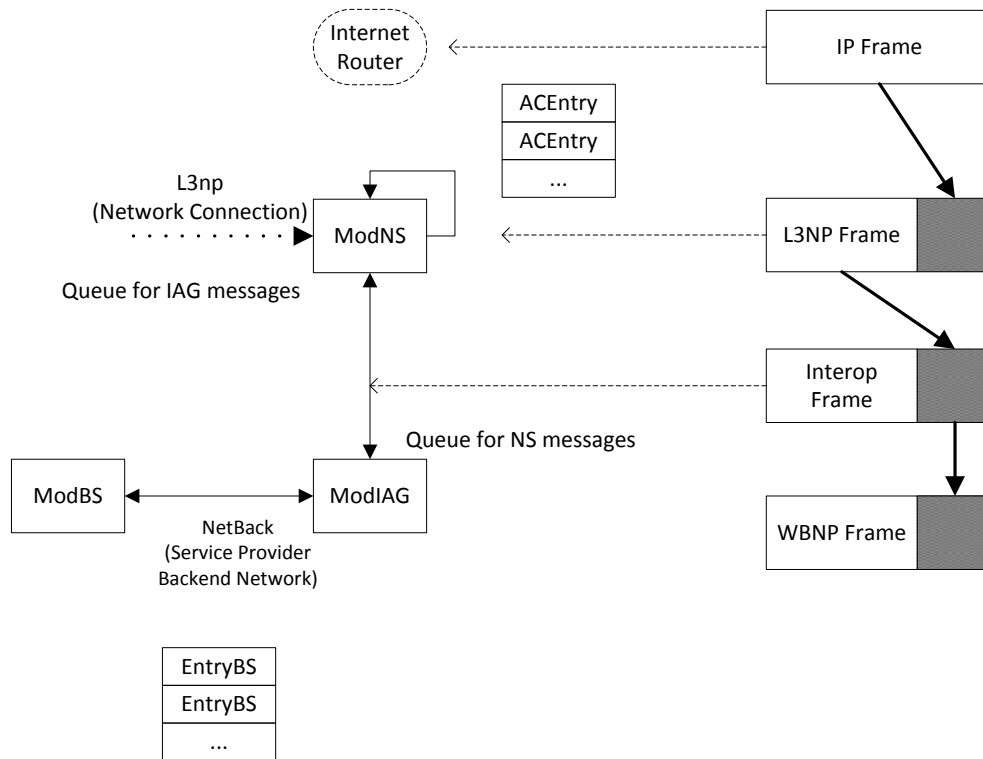 Internet
Router
IP Frame
ACEntry
ACEntry
...
L3np
(Network Connection)
ModNS
L3NP Frame
Queue for IAG messages
Interop
Frame
Queue for NS messages
ModBS
ModIAG
NetBack
(Service Provider
Backend Network)
WBNP Frame
EntryBS
EntryBS
...